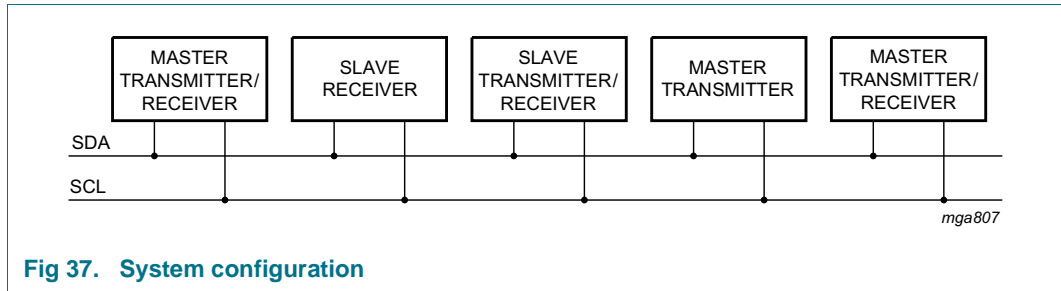 MASTER
TRANSMITTER/
RECEIVER
SLAVE
RECEIVER
SLAVE
TRANSMITTER/
RECEIVER
MASTER
TRANSMITTER
MASTER
TRANSMITTER/
RECEIVER
SDA
SCL
mga807
Fig 37. System configuration